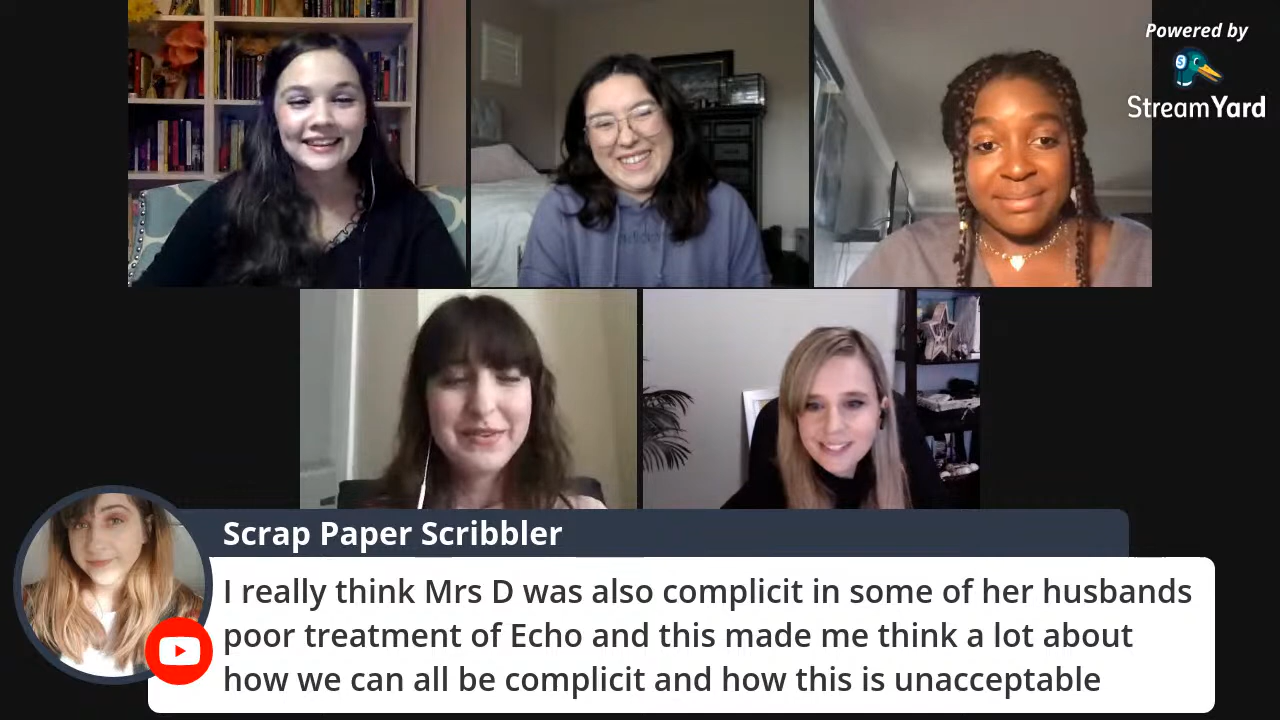 Powered by
StreamYard
Scrap Paper Scribbler
I really think Mrs D was also complicit in some of her husbands
poor treatment of Echo and this made me think a lot about
how we can all be complicit and how this is unacceptable